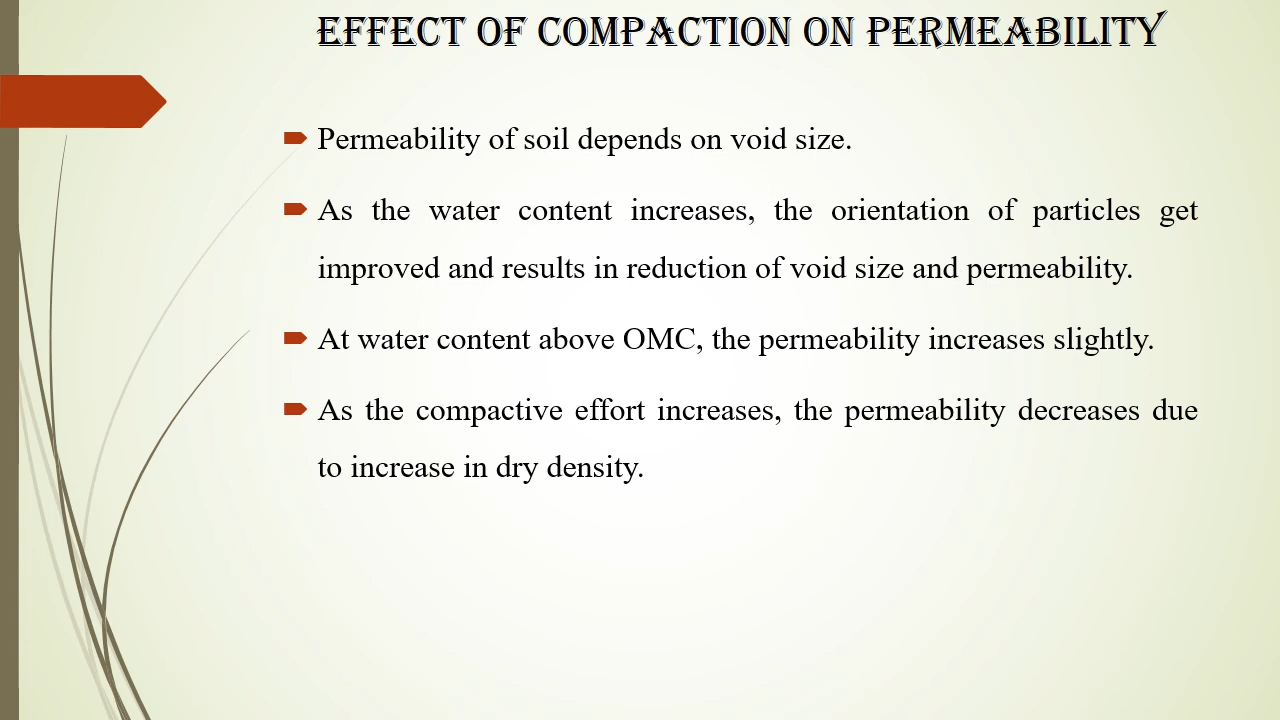 EFFECT OF COMPACTION ON PERMEABILITY
Permeability of soil depends on void size.
As the water content increases, the orientation of particles get
improved and results in reduction of void size and permeability.
At water content above OMC, the permeability increases slightly.
As the compactive effort increases, the permeability decreases due
to increase in dry density.